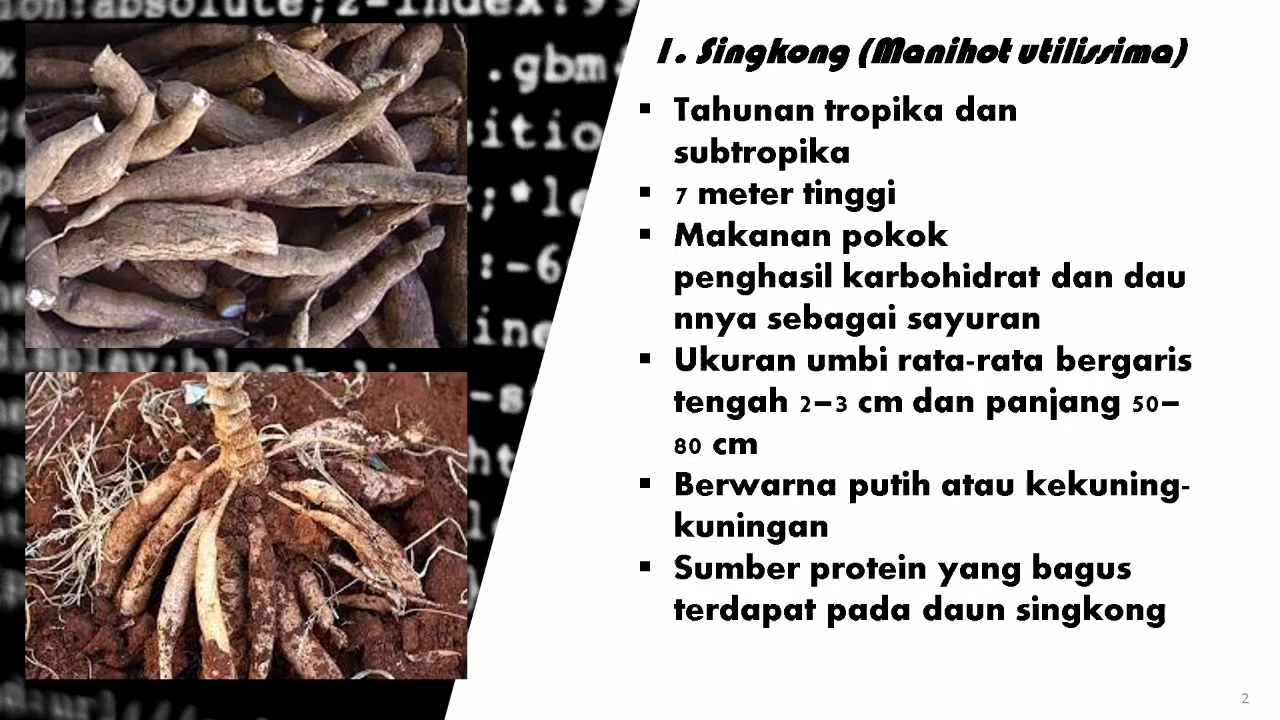 1. Singkong (Manihot utilissima)
▪ Tahunan tropika dan
subtropika
▪ 7 meter tinggi
▪ Makanan pokok
penghasil karbohidrat dan dau
nnya sebagai sayuran
▪ Ukuran umbi rata-rata bergaris
tengah 2–3 cm dan panjang 50–
80 cm
▪ Berwarna putih atau kekuning-
kuningan
▪ Sumber protein yang bagus
terdapat pada daun singkong
2